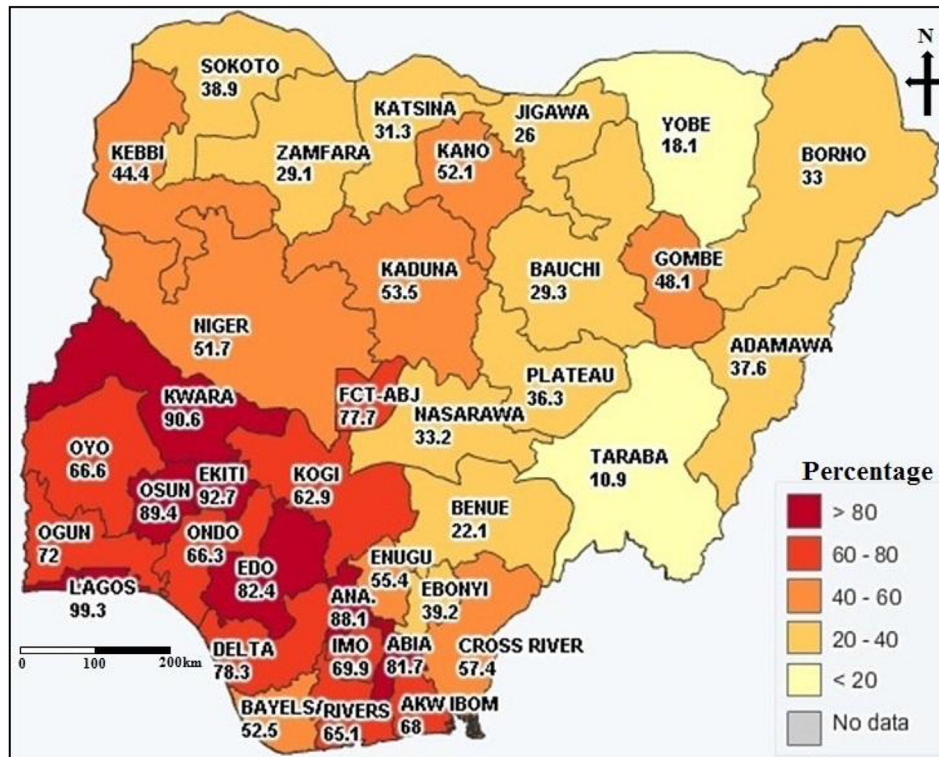 N
SOKOTO
38.9
KATSINA
31.3
JIGAWA
26
YOBE
18.1
KEBBI
44.4
ZAMFARA
29.1
KANO
52.1
BORNO
33
KADUNA
53.5
BAUCHI
29.3
GOMBE
48.1
NIGER
51.7
ADAMAWA
37.6
KWARA
90.6
FCT-ABJ
77.7
NASARAWA
33.2
PLATEAU
36.3
OYO
66.6
OSUN
89.4
EKITI
92.7
KOGI
62.9
TARABA
10.9
OGUN
72
ONDO
66.3
BENUE
22.1
EDO
82.4
ENUGU
55.4
EBONYI
39.2
LAGOS
99.3
ANA.
88.1
DELTA
78.3
IMO
69.9
ABIA
81.7
CROSS RIVER
57.4
BAYELSA
52.5
RIVERS
65.1
AKW IBOM
68
0 100 200km
Percentage
> 80
60 - 80
40 - 60
20 - 40
< 20
No data